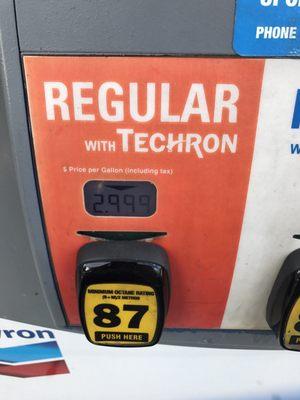 PHONE
REGULAR
WITH TECHRON
$ Price per Gallon (including tax)
2.999
MINIMUM OCTANE RATING
(R+M)/2 METHOD
87
PUSH HERE
vron